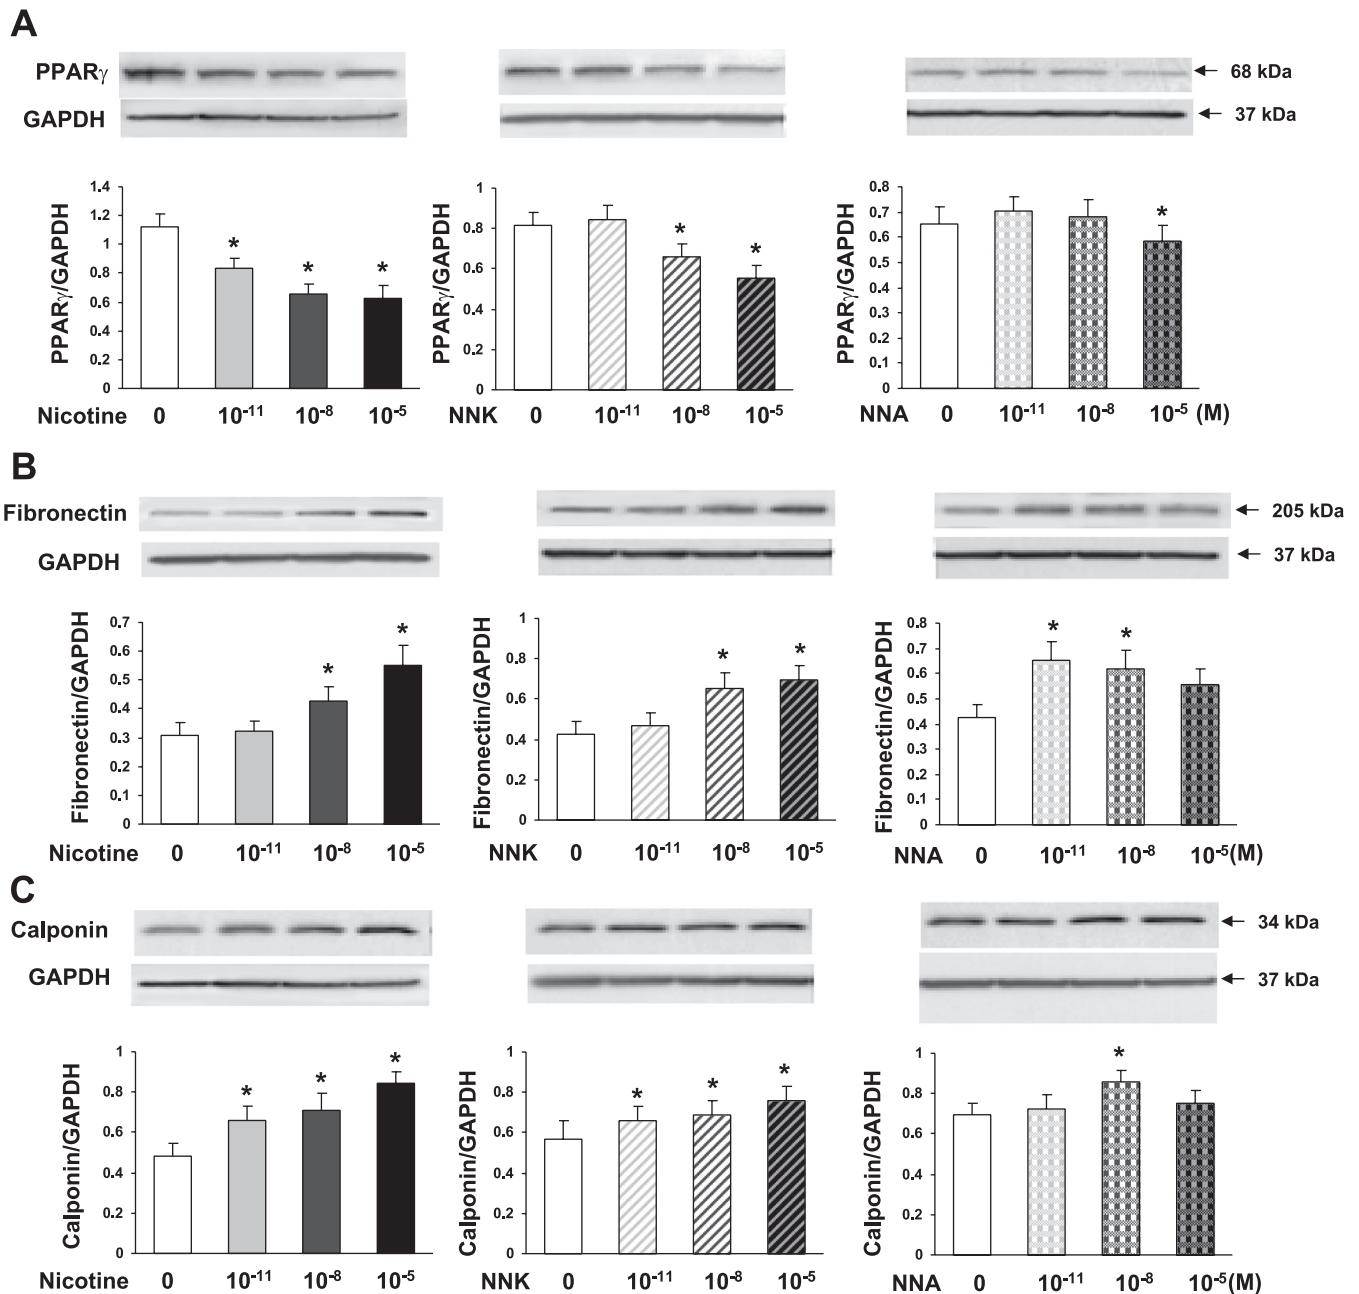 A
PPARγ
GAPDH
68 kDa
37 kDa
PPARγ/GAPDH
1.4
1.2
1
0.8
0.6
0.4
0.2
0
Nicotine 0 10⁻¹¹ 10⁻⁸ 10⁻⁵
* * *
PPARγ/GAPDH
1
0.8
0.6
0.4
0.2
0
NNK 0 10⁻¹¹ 10⁻⁸ 10⁻⁵
* *
PPARγ/GAPDH
0.8
0.7
0.6
0.5
0.4
0.3
0.2
0.1
0
NNA 0 10⁻¹¹ 10⁻⁸ 10⁻⁵ (M)
*
B
Fibronectin
GAPDH
205 kDa
37 kDa
Fibronectin/GAPDH
0.7
0.6
0.5
0.4
0.3
0.2
0.1
0
Nicotine 0 10⁻¹¹ 10⁻⁸ 10⁻⁵
* *
Fibronectin/GAPDH
1
0.8
0.6
0.4
0.2
0
NNK 0 10⁻¹¹ 10⁻⁸ 10⁻⁵
* *
Fibronectin/GAPDH
0.8
0.7
0.6
0.5
0.4
0.3
0.2
0.1
0
NNA 0 10⁻¹¹ 10⁻⁸ 10⁻⁵(M)
* *
C
Calponin
GAPDH
34 kDa
37 kDa
Calponin/GAPDH
1
0.8
0.6
0.4
0.2
0
Nicotine 0 10⁻¹¹ 10⁻⁸ 10⁻⁵
* * *
Calponin/GAPDH
1
0.8
0.6
0.4
0.2
0
NNK 0 10⁻¹¹ 10⁻⁸ 10⁻⁵
* * *
Calponin/GAPDH
1
0.8
0.6
0.4
0.2
0
NNA 0 10⁻¹¹ 10⁻⁸ 10⁻⁵(M)
*